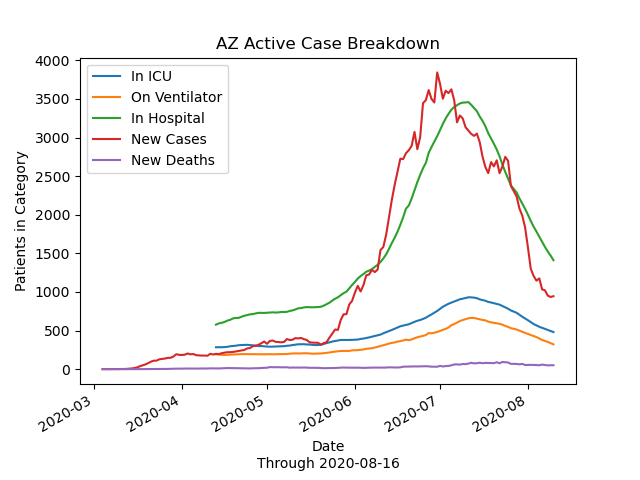 AZ Active Case Breakdown
In ICU
On Ventilator
In Hospital
New Cases
New Deaths
Patients in Category
4000
3500
3000
2500
2000
1500
1000
500
0
2020-03
2020-04
2020-05
2020-06
2020-07
2020-08
Date
Through 2020-08-16